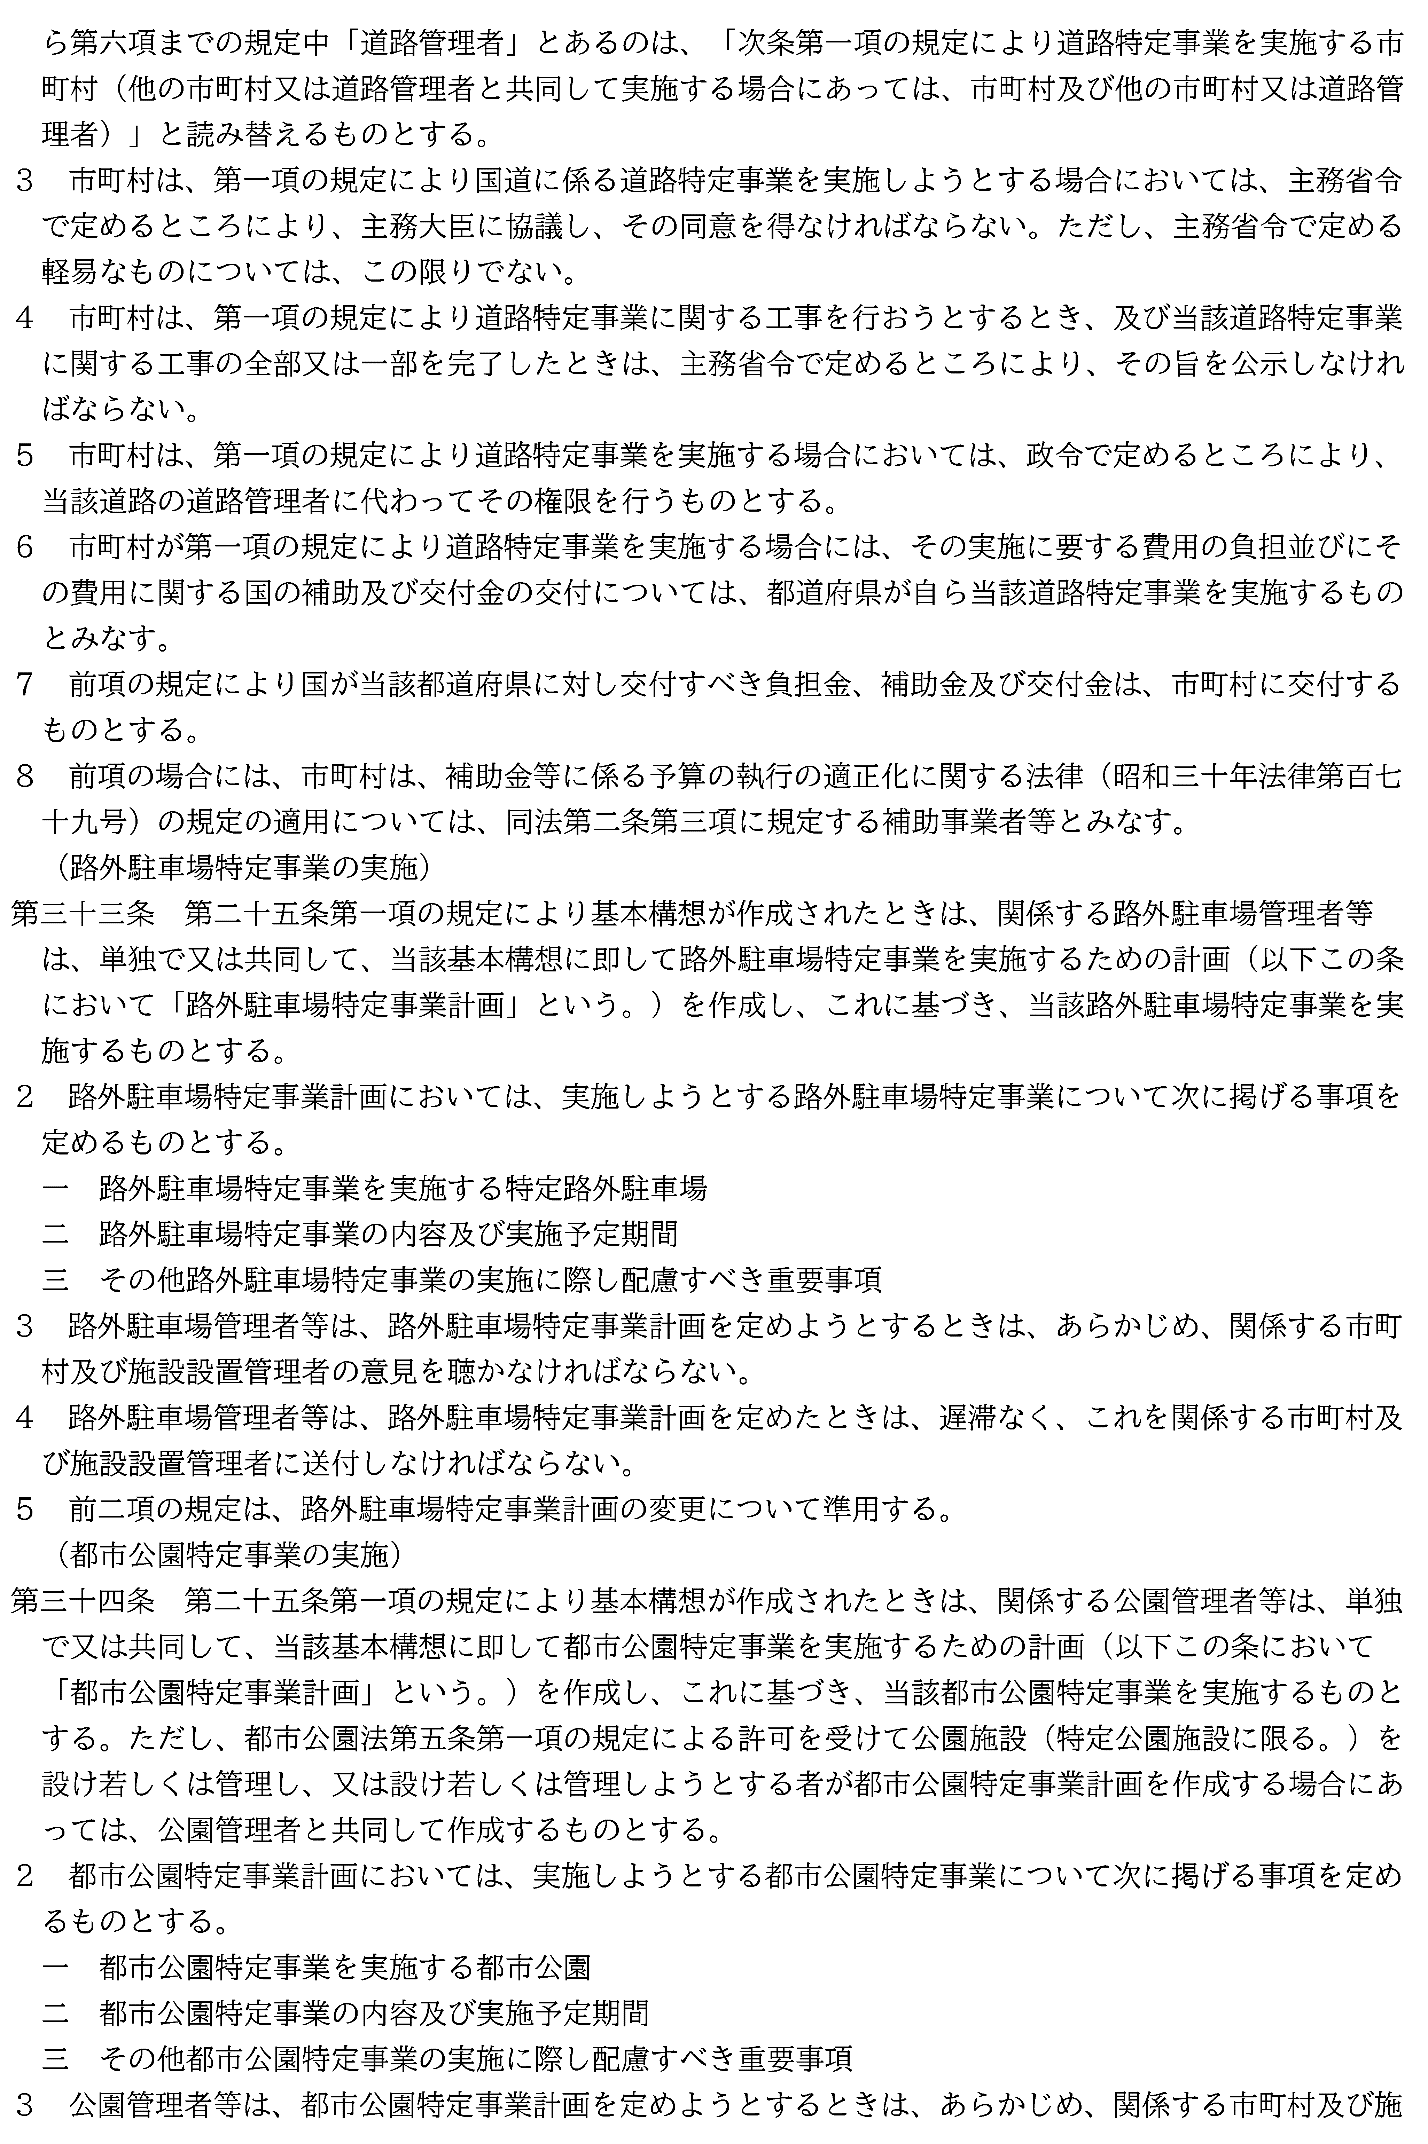 ら第六項までの規定中「道路管理者」とあるのは、「次条第一項の規定により道路特定事業を実施する市
町村（他の市町村又は道路管理者と共同して実施する場合にあっては、市町村及び他の市町村又は道路管
理者）」と読み替えるものとする。
３　市町村は、第一項の規定により国道に係る道路特定事業を実施しようとする場合においては、主務省令
で定めるところにより、主務大臣に協議し、その同意を得なければならない。ただし、主務省令で定める
軽易なものについては、この限りでない。
４　市町村は、第一項の規定により道路特定事業に関する工事を行おうとするとき、及び当該道路特定事業
に関する工事の全部又は一部を完了したときは、主務省令で定めるところにより、その旨を公示しなけれ
ばならない。
５　市町村は、第一項の規定により道路特定事業を実施する場合においては、政令で定めるところにより、
当該道路の道路管理者に代わってその権限を行うものとする。
６　市町村が第一項の規定により道路特定事業を実施する場合には、その実施に要する費用の負担並びにそ
の費用に関する国の補助及び交付金の交付については、都道府県が自ら当該道路特定事業を実施するもの
とみなす。
７　前項の規定により国が当該都道府県に対し交付すべき負担金、補助金及び交付金は、市町村に交付する
ものとする。
８　前項の場合には、市町村は、補助金等に係る予算の執行の適正化に関する法律（昭和三十年法律第百七
十九号）の規定の適用については、同法第二条第三項に規定する補助事業者等とみなす。
（路外駐車場特定事業の実施）
第三十三条　第二十五条第一項の規定により基本構想が作成されたときは、関係する路外駐車場管理者等
は、単独で又は共同して、当該基本構想に即して路外駐車場特定事業を実施するための計画（以下この条
において「路外駐車場特定事業計画」という。）を作成し、これに基づき、当該路外駐車場特定事業を実
施するものとする。
２　路外駐車場特定事業計画においては、実施しようとする路外駐車場特定事業について次に掲げる事項を
定めるものとする。
一　路外駐車場特定事業を実施する特定路外駐車場
二　路外駐車場特定事業の内容及び実施予定期間
三　その他路外駐車場特定事業の実施に際し配慮すべき重要事項
３　路外駐車場管理者等は、路外駐車場特定事業計画を定めようとするときは、あらかじめ、関係する市町
村及び施設設置管理者の意見を聴かなければならない。
４　路外駐車場管理者等は、路外駐車場特定事業計画を定めたときは、遅滞なく、これを関係する市町村及
び施設設置管理者に送付しなければならない。
５　前二項の規定は、路外駐車場特定事業計画の変更について準用する。
（都市公園特定事業の実施）
第三十四条　第二十五条第一項の規定により基本構想が作成されたときは、関係する公園管理者等は、単独
で又は共同して、当該基本構想に即して都市公園特定事業を実施するための計画（以下この条において
「都市公園特定事業計画」という。）を作成し、これに基づき、当該都市公園特定事業を実施するものと
する。ただし、都市公園法第五条第一項の規定による許可を受けて公園施設（特定公園施設に限る。）を
設け若しくは管理し、又は設け若しくは管理しようとする者が都市公園特定事業計画を作成する場合にあ
っては、公園管理者と共同して作成するものとする。
２　都市公園特定事業計画においては、実施しようとする都市公園特定事業について次に掲げる事項を定め
るものとする。
一　都市公園特定事業を実施する都市公園
二　都市公園特定事業の内容及び実施予定期間
三　その他都市公園特定事業の実施に際し配慮すべき重要事項
３　公園管理者等は、都市公園特定事業計画を定めようとするときは、あらかじめ、関係する市町村及び施